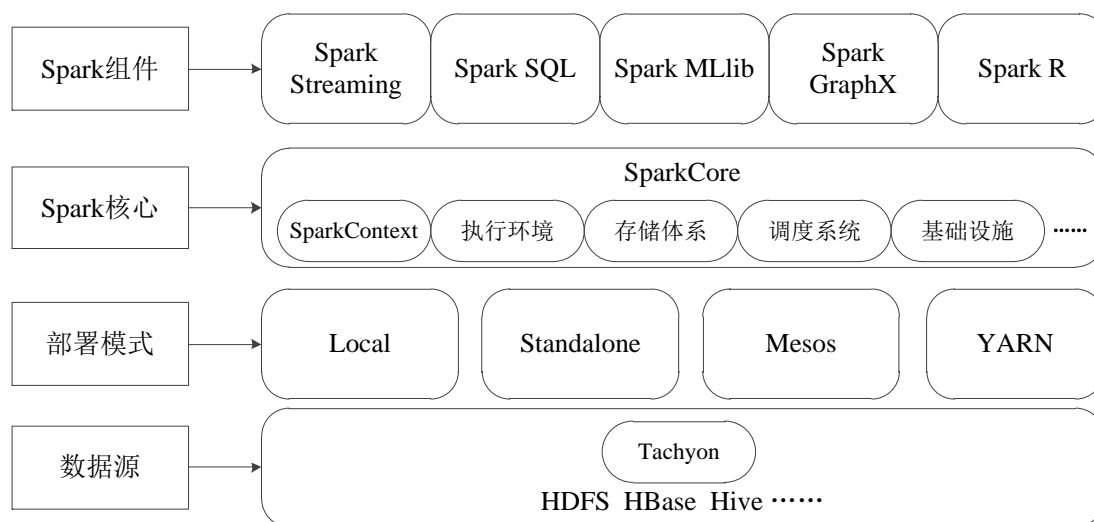 Spark组件
Spark
Streaming
Spark SQL
Spark MLlib
Spark
GraphX
Spark R
Spark核心
SparkCore
SparkContext
执行环境
存储体系
调度系统
基础设施
……
部署模式
Local
Standalone
Mesos
YARN
数据源
Tachyon
HDFS HBase Hive ……